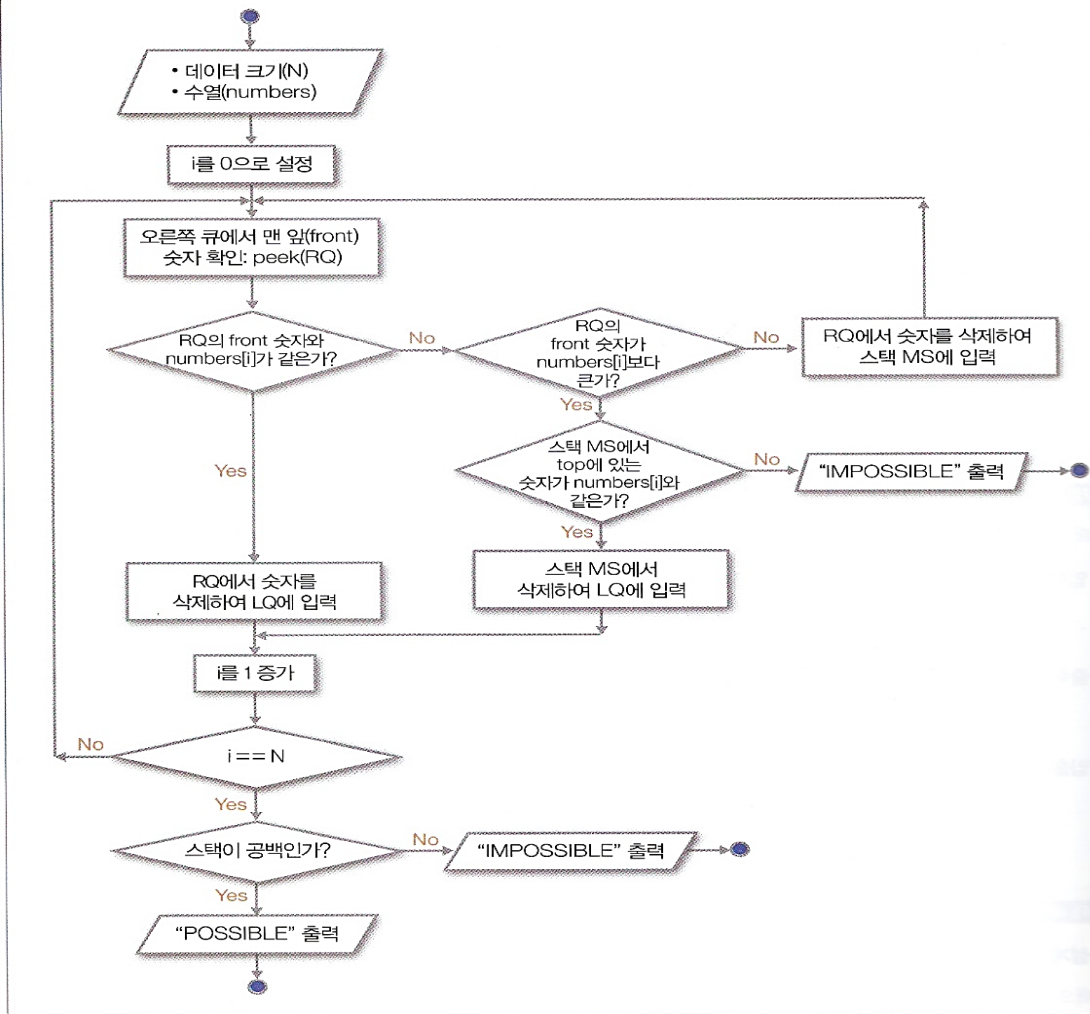 • 데이터 크기(N)
• 수열(numbers)
i를 0으로 설정
오른쪽 큐에서 맨 앞(front)
숫자 확인: peek(RQ)
RQ의 front 숫자와
numbers[i]가 같은가?
No
RQ의
front 숫자가
numbers[i]보다
큰가?
No
RQ에서 숫자를 삭제하여
스택 MS에 입력
Yes
Yes
스택 MS에서
top에 있는
숫자가 numbers[i]와
같은가?
No
“IMPOSSIBLE” 출력
Yes
RQ에서 숫자를
삭제하여 LQ에 입력
스택 MS에서
삭제하여 LQ에 입력
i를 1 증가
No
i == N
Yes
스택이 공백인가?
No
“IMPOSSIBLE” 출력
Yes
“POSSIBLE” 출력